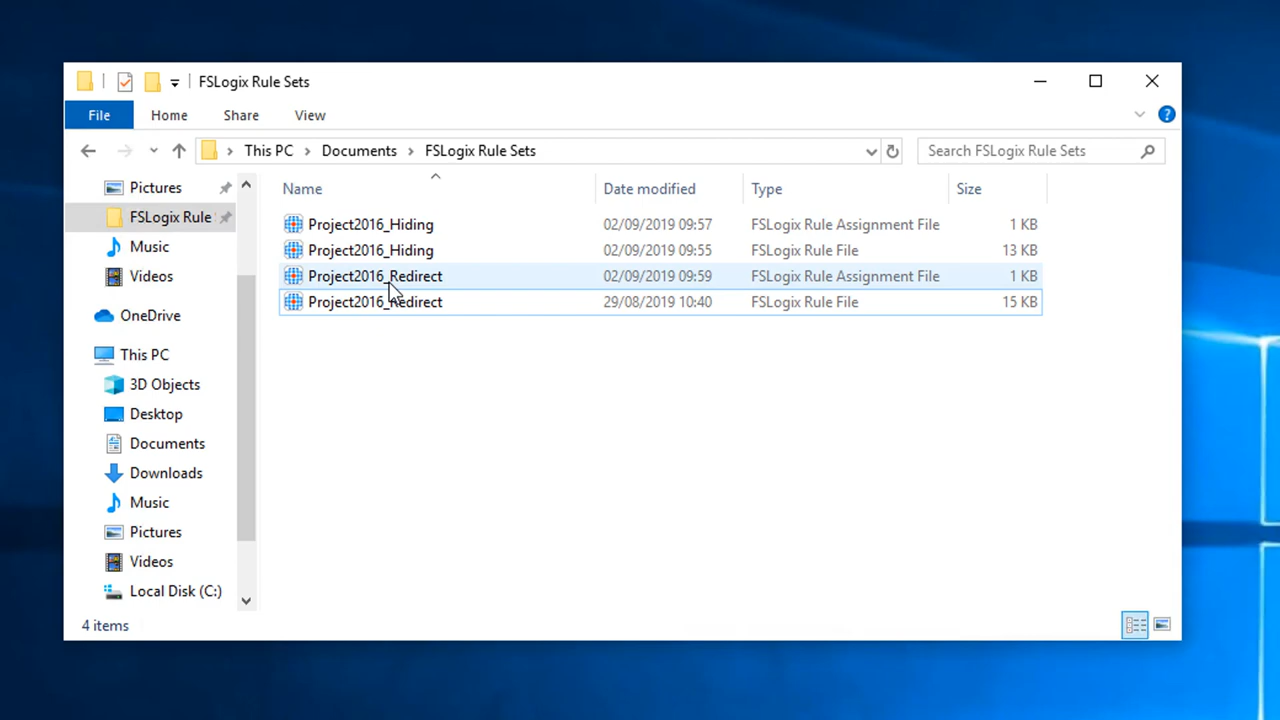 FSLogix Rule Sets
File Home Share View
This PC Documents FSLogix Rule Sets Search FSLogix Rule Sets
Pictures
FSLogix Rule
Music
Videos
OneDrive
This PC
3D Objects
Desktop
Documents
Downloads
Music
Pictures
Videos
Local Disk (C:)
Name Date modified Type Size
Project2016_Hiding 02/09/2019 09:57 FSLogix Rule Assignment File 1 KB
Project2016_Hiding 02/09/2019 09:55 FSLogix Rule File 13 KB
Project2016_Redirect 02/09/2019 09:59 FSLogix Rule Assignment File 1 KB
Project2016_Redirect 29/08/2019 10:40 FSLogix Rule File 15 KB
4 items